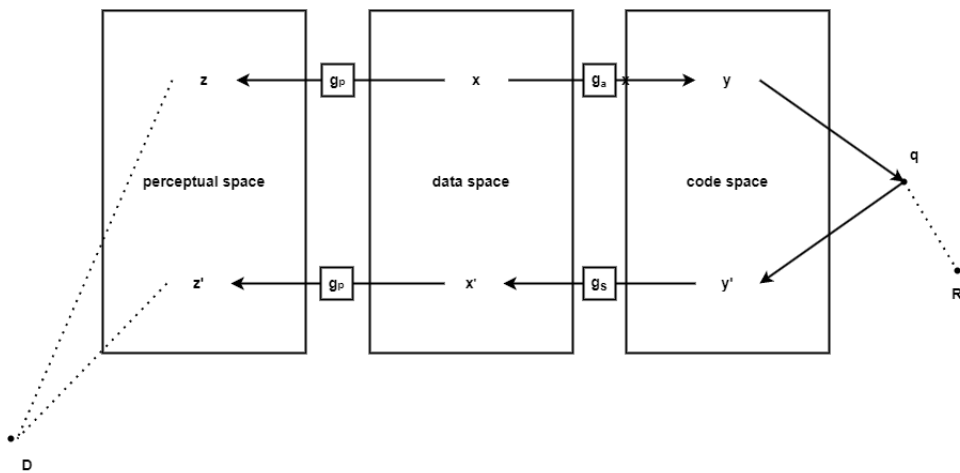 z
gₚ
x
gₐ
x
y
q
perceptual space
data space
code space
z'
gₚ
x'
gₛ
y'
R
D